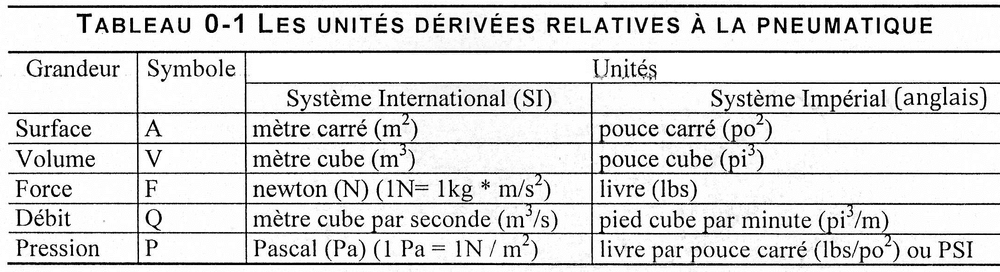 TABLEAU 0-1 LES UNITÉS DÉRIVÉES RELATIVES À LA PNEUMATIQUE
Grandeur Symbole Unités
Système International (SI) Système Impérial (anglais)
Surface A mètre carré (m²) pouce carré (po²)
Volume V mètre cube (m³) pouce cube (pi³)
Force F newton (N) (1N= 1kg * m/s²) livre (lbs)
Débit Q mètre cube par seconde (m³/s) pied cube par minute (pi³/m)
Pression P Pascal (Pa) (1 Pa = 1N / m²) livre par pouce carré (lbs/po²) ou PSI